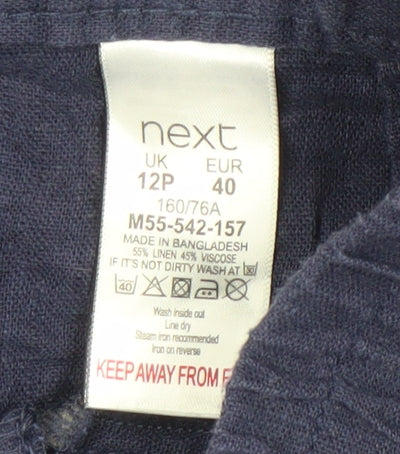 next
UK EUR
12P 40
160/76A
M55-542-157
MADE IN BANGLADESH
55% LINEN 45% VISCOSE
IF IT'S NOT DIRTY WASH AT
40
Wash inside out
Line dry
Steam iron recommended
Iron on reverse
KEEP AWAY FROM